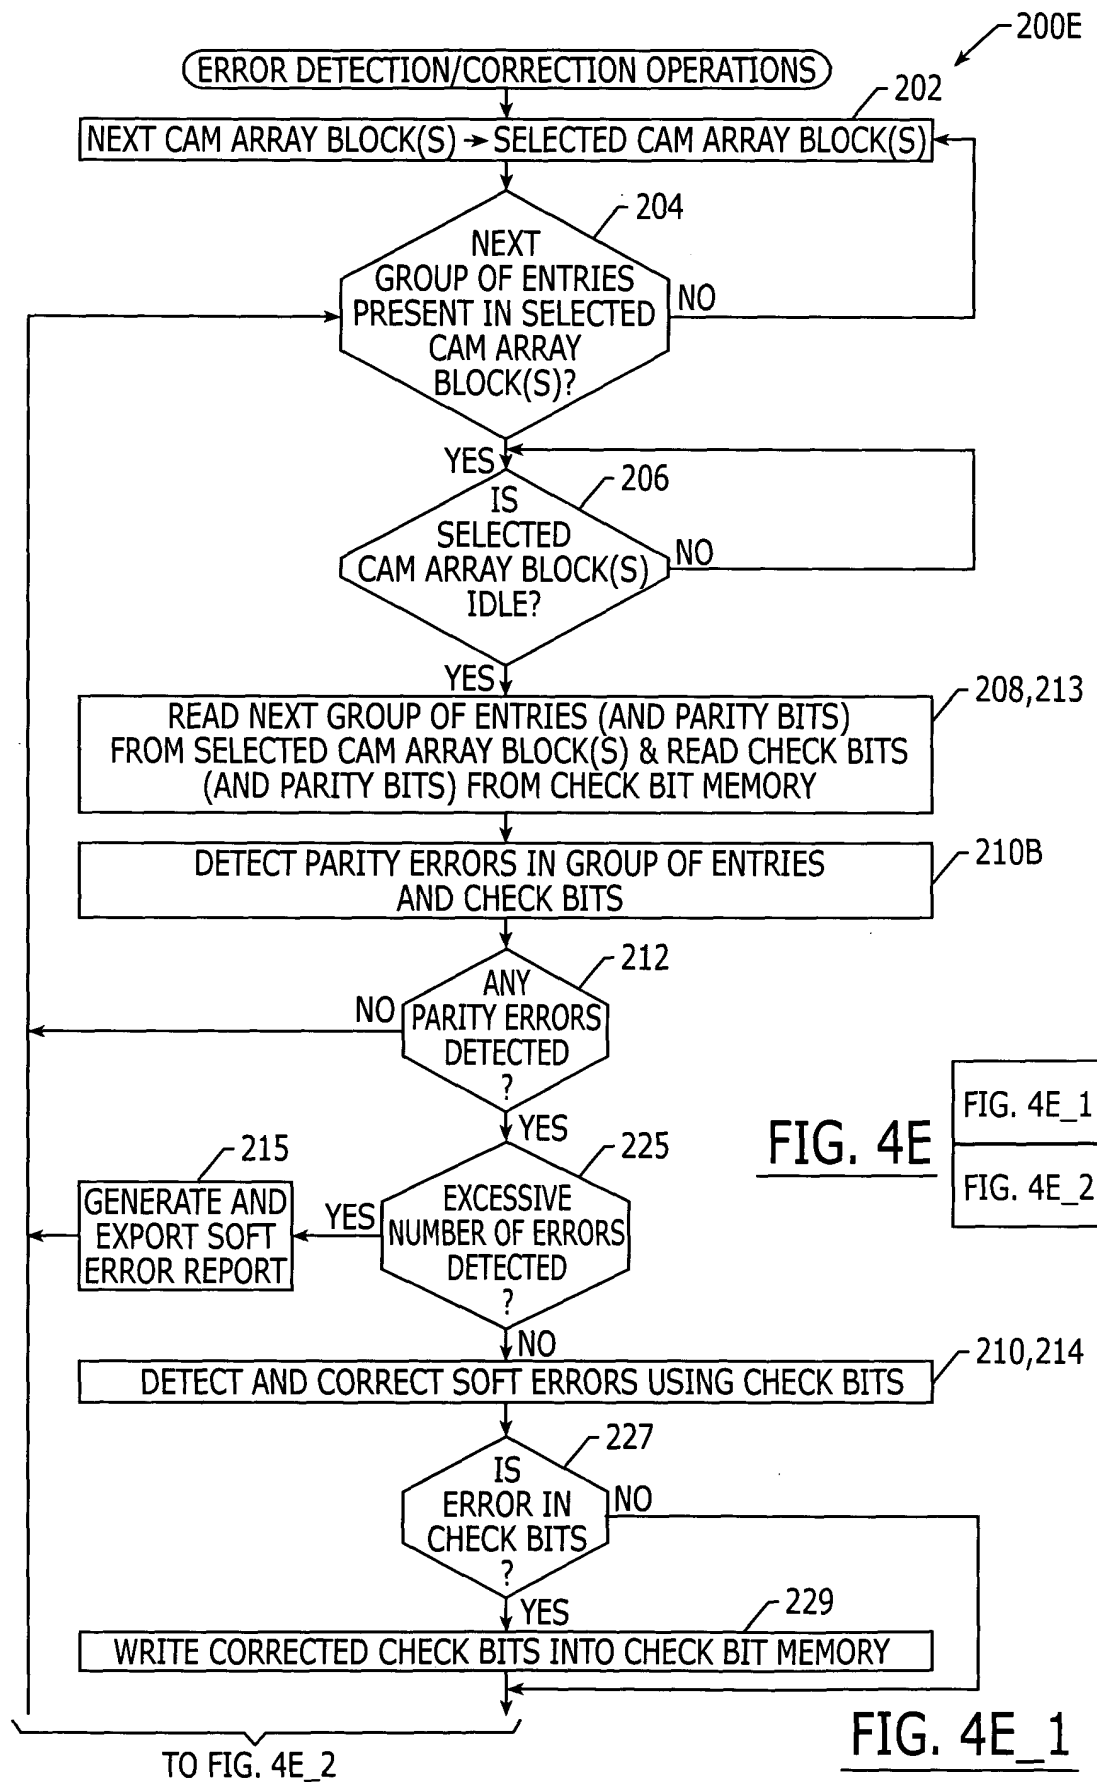 200E
ERROR DETECTION/CORRECTION OPERATIONS
202
NEXT CAM ARRAY BLOCK(S) → SELECTED CAM ARRAY BLOCK(S)
204
NEXT
GROUP OF ENTRIES
PRESENT IN SELECTED
CAM ARRAY
BLOCK(S)?
NO
YES
206
IS
SELECTED
CAM ARRAY BLOCK(S)
IDLE?
NO
YES
208,213
READ NEXT GROUP OF ENTRIES (AND PARITY BITS)
FROM SELECTED CAM ARRAY BLOCK(S) & READ CHECK BITS
(AND PARITY BITS) FROM CHECK BIT MEMORY
210B
DETECT PARITY ERRORS IN GROUP OF ENTRIES
AND CHECK BITS
212
ANY
PARITY ERRORS
DETECTED
?
NO
YES
FIG. 4E
FIG. 4E_1
FIG. 4E_2
225
EXCESSIVE
NUMBER OF ERRORS
DETECTED
?
YES
215
GENERATE AND
EXPORT SOFT
ERROR REPORT
NO
210,214
DETECT AND CORRECT SOFT ERRORS USING CHECK BITS
227
IS
ERROR IN
CHECK BITS
?
NO
YES
229
WRITE CORRECTED CHECK BITS INTO CHECK BIT MEMORY
TO FIG. 4E_2
FIG. 4E_1